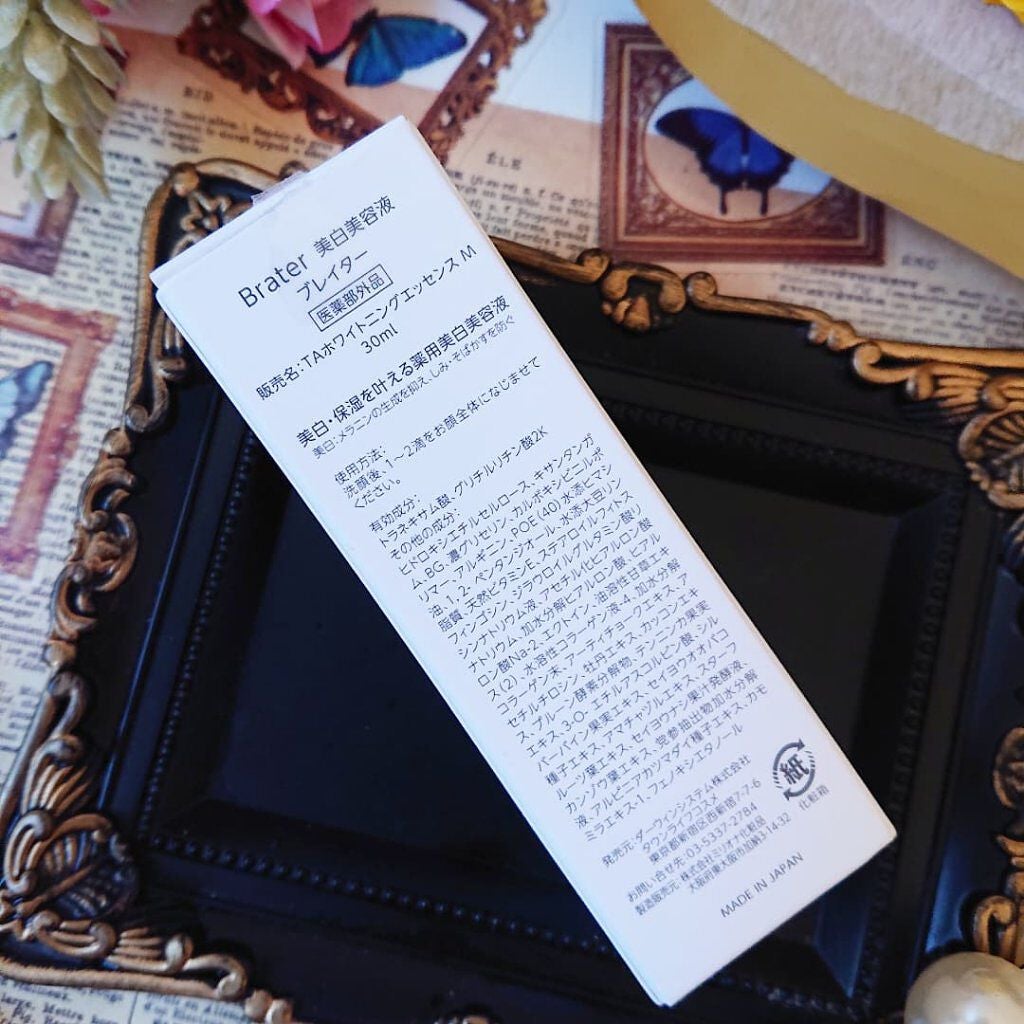 BID
ÉLE
Brater 美白美容液
ブレイター
医薬部外品
販売名：TAホワイトニングエッセンス M
30ml
美白・保湿を叶える薬用美白美容液
美白：メラニンの生成を抑え、しみ・そばかすを防ぐ
使用方法：
洗顔後、1～2滴をお顔全体になじませて
ください。
有効成分：
トラネキサム酸、グリチルリチン酸2K
その他の成分：
ヒドロキシエチルセルロース、キサンタンガ
ム、BG、濃グリセリン、カルボキシビニルポ
リマー、アルギニン、POE (40) 水添ヒマシ
油、1，2-ペンタンジオール、水添大豆リン
脂質、天然ビタミンE、ステアロイルフィトス
フィンゴシン、ジラウロイルグルタミン酸リ
シンナトリウム液、アセチル化ヒアルロン酸
ナトリウム、加水分解ヒアルロン酸、ヒアル
ロン酸Na-2、エクトイン、油溶性甘草エキ
ス(2)、水溶性コラーゲン液-4、加水分解
コラーゲン末、アーティチョークエキス、ア
セチルチロシン、牡丹エキス、カッコンエキ
ス、プルーン酵素分解物、テンニンカ果実
エキス、3-O-エチルアスコルビン酸、シル
バーバイン果実エキス、セイヨウオオバコ
種子エキス、アマチャヅルエキス、スターフ
ルーツ葉エキス、セイヨウナシ果汁発酵液、
カンゾウ葉エキス、党参抽出物加水分解
液、アルピニアカツマダイ種子エキス、カモ
ミラエキス-1、フェノキシエタノール
発売元：ダーウィンシステム株式会社
タウンライフコスメ
東京都新宿区西新宿7-7-6
お問い合せ先：03-5337-2784
製造販売元：株式会社ミリオナ化粧品
大阪府東大阪市加納3-14-32
紙
化粧箱
MADE IN JAPAN